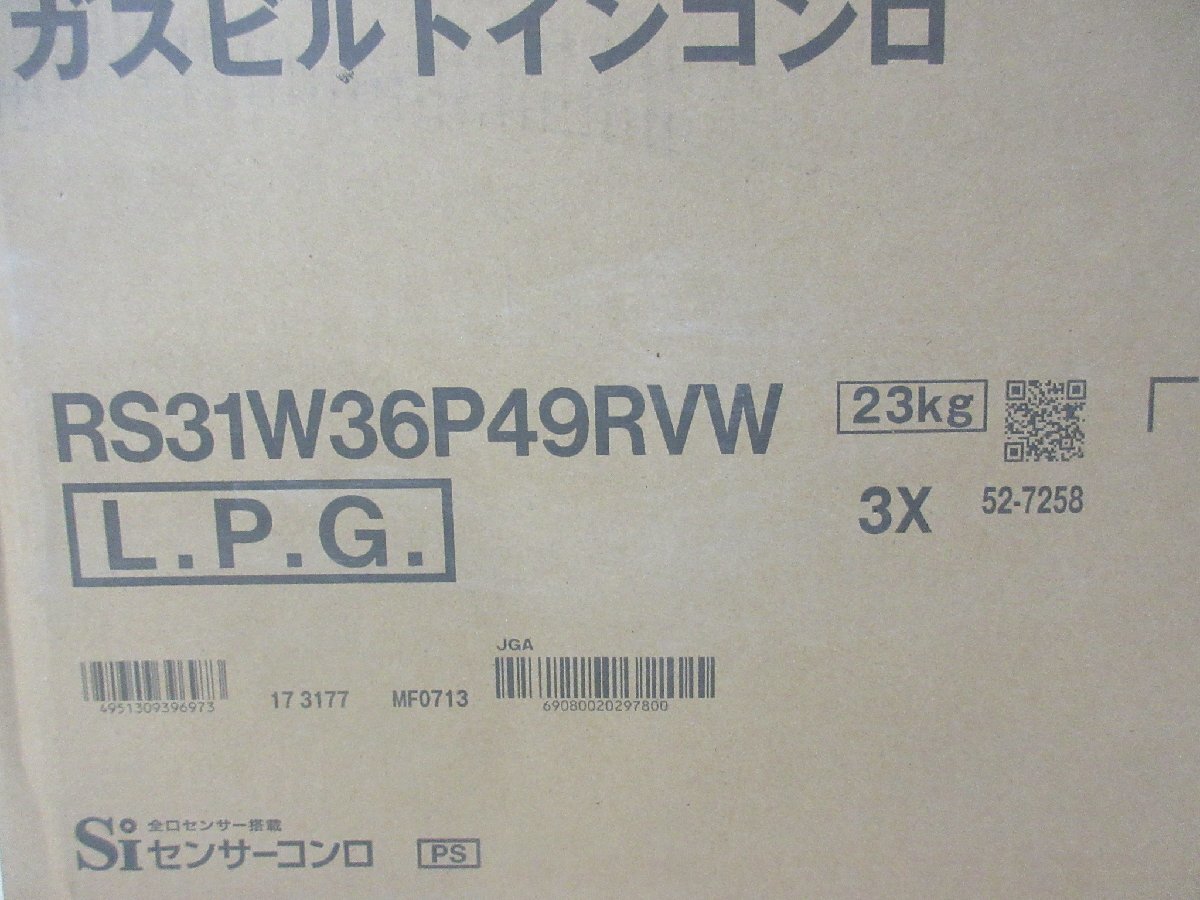 ガスビルトインコンロ
RS31W36P49RVW
23kg
L.P.G.
3X
52-7258
JGA
4951309396973
17 3177
MF0713
69080020297800
Si
全口センサー搭載
センサーコンロ
PS